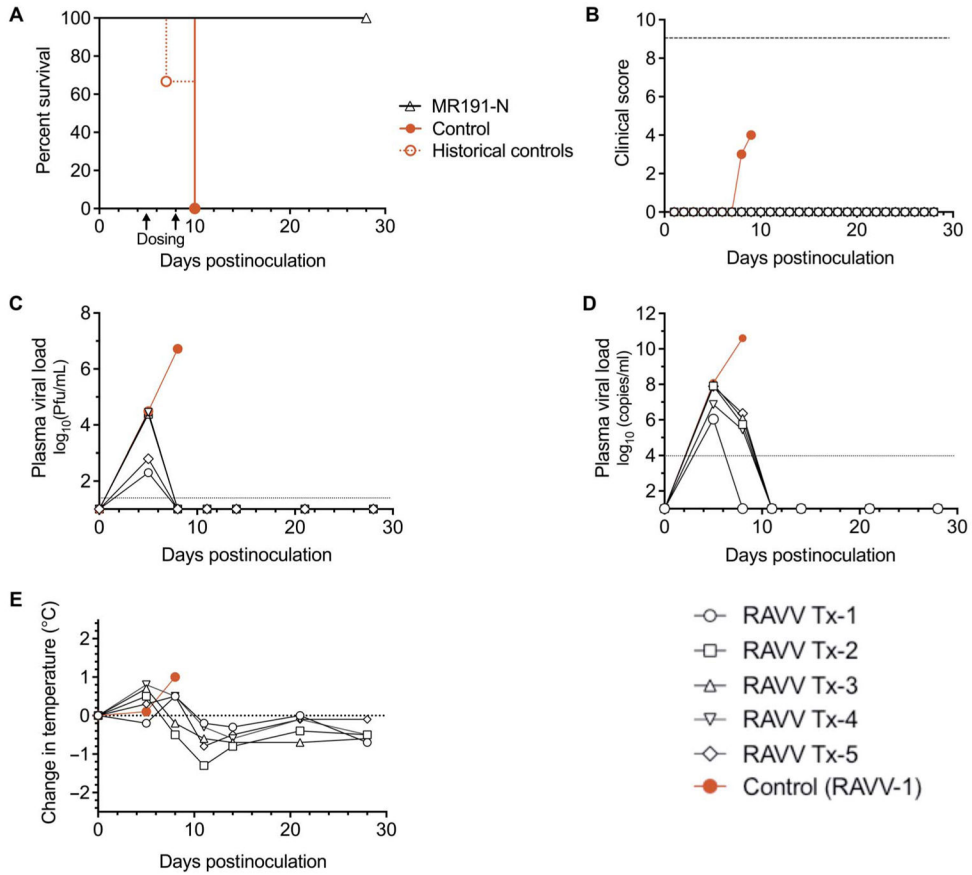 A
100
80
60
40
20
0
Percent survival
0
10
20
30
Dosing
Days postinoculation
MR191-N
Control
Historical controls
B
10
8
6
4
2
0
Clinical score
0
10
20
30
Days postinoculation
C
8
6
4
2
Plasma viral load
log10(Pfu/mL)
0
10
20
30
Days postinoculation
D
12
10
8
6
4
2
Plasma viral load
log10 (copies/ml)
0
10
20
30
Days postinoculation
E
2
1
0
−1
−2
Change in temperature (°C)
0
10
20
30
Days postinoculation
RAVV Tx-1
RAVV Tx-2
RAVV Tx-3
RAVV Tx-4
RAVV Tx-5
Control (RAVV-1)